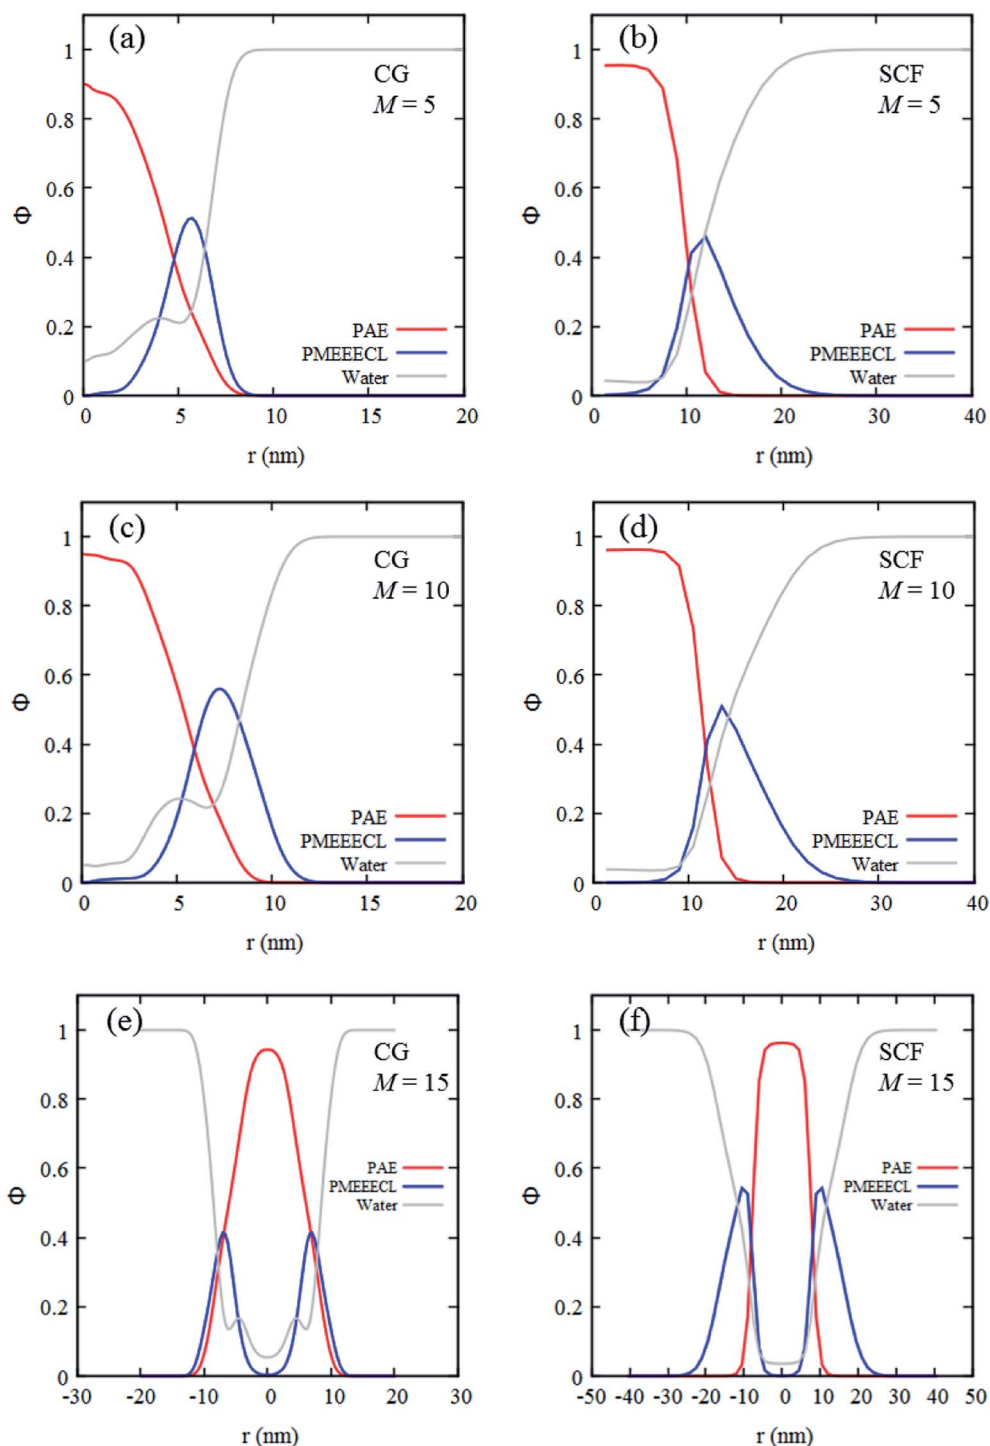 (a)
CG
M = 5
1
0.8
0.6
0.4
0.2
0
Φ
PAE
PMEEECL
Water
0 5 10 15 20
r (nm)
(b)
SCF
M = 5
1
0.8
0.6
0.4
0.2
0
Φ
PAE
PMEEECL
Water
0 10 20 30 40
r (nm)
(c)
CG
M = 10
1
0.8
0.6
0.4
0.2
0
Φ
PAE
PMEEECL
Water
0 5 10 15 20
r (nm)
(d)
SCF
M = 10
1
0.8
0.6
0.4
0.2
0
Φ
PAE
PMEEECL
Water
0 10 20 30 40
r (nm)
(e)
CG
M = 15
1
0.8
0.6
0.4
0.2
0
Φ
PAE
PMEEECL
Water
-30 -20 -10 0 10 20 30
r (nm)
(f)
SCF
M = 15
1
0.8
0.6
0.4
0.2
0
Φ
PAE
PMEEECL
Water
-50 -40 -30 -20 -10 0 10 20 30 40 50
r (nm)